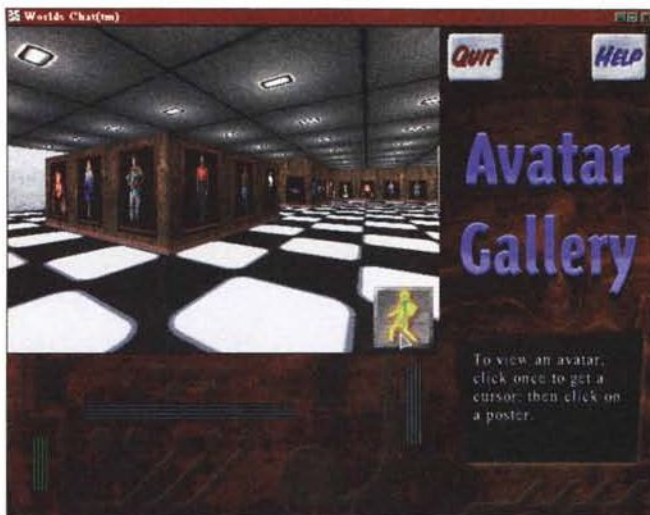 Worlds Chat(tm)
QUIT
HELP
Avatar
Gallery
To view an avatar,
click once to get a
cursor; then click on
a poster.